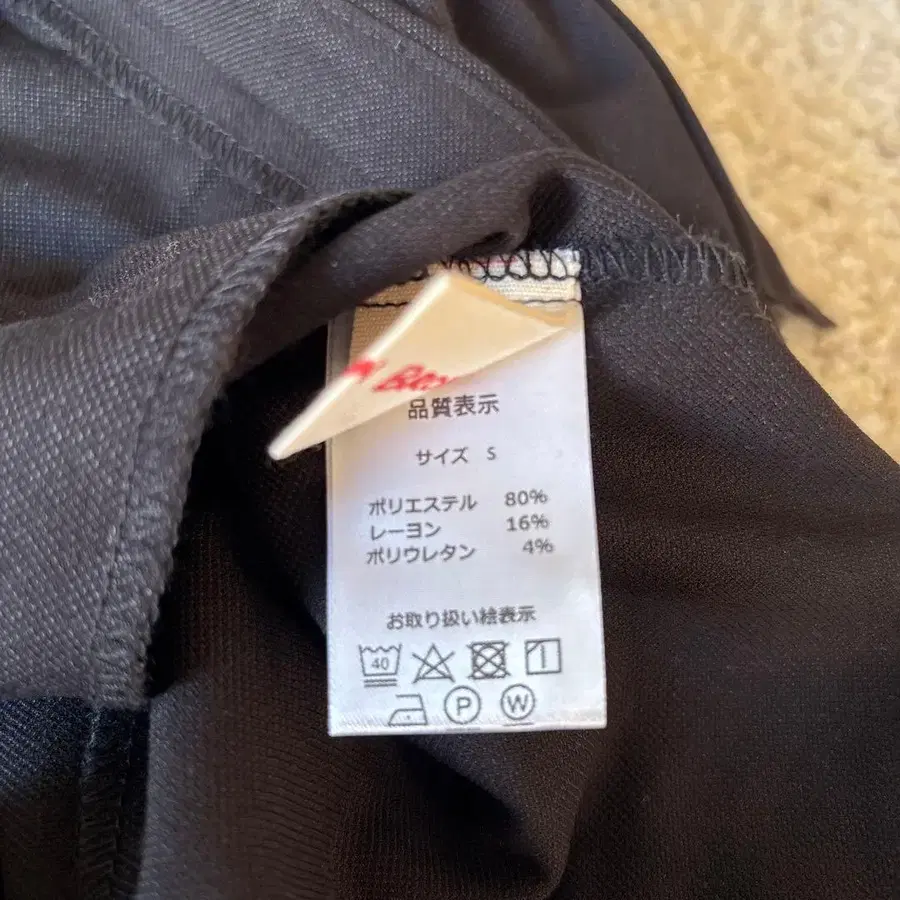 品質表示
サイズ S
ポリエステル 80%
レーヨン 16%
ポリウレタン 4%
お取り扱い絵表示
40
P W